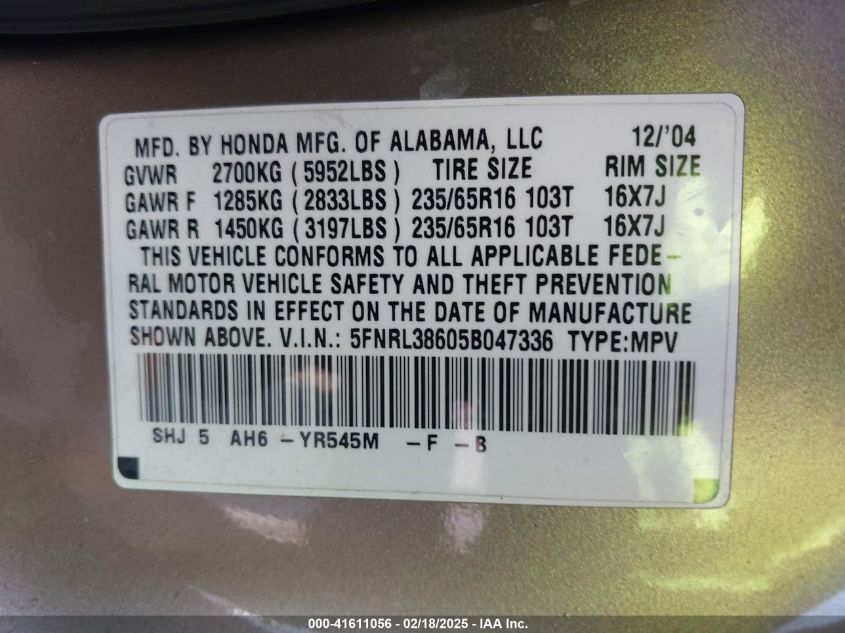 MFD. BY HONDA MFG. OF ALABAMA, LLC 12/'04
GVWR 2700KG (5952LBS) TIRE SIZE RIM SIZE
GAWR F 1285KG (2833LBS) 235/65R16 103T 16X7J
GAWR R 1450KG (3197LBS) 235/65R16 103T 16X7J
THIS VEHICLE CONFORMS TO ALL APPLICABLE FEDE-
RAL MOTOR VEHICLE SAFETY AND THEFT PREVENTION
STANDARDS IN EFFECT ON THE DATE OF MANUFACTURE
SHOWN ABOVE. V.I.N.: 5FNRL38605B047336 TYPE:MPV
SHJ 5 AH6 -YR545M -F -B
000-41611056 - 02/18/2025 - IAA Inc.